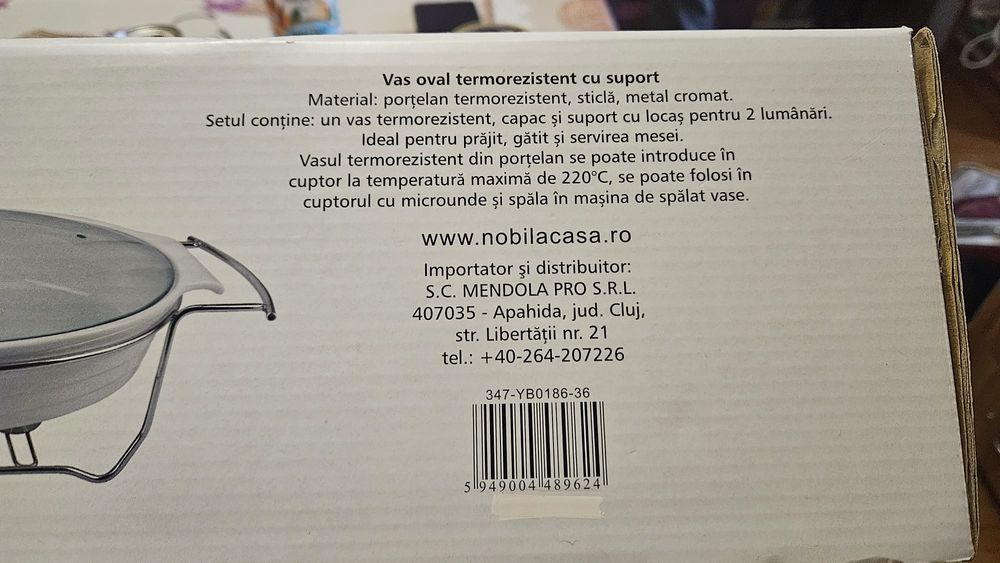 Vas oval termorezistent cu suport
Material: porțelan termorezistent, sticlă, metal cromat.
Setul conține: un vas termorezistent, capac și suport cu locaș pentru 2 lumânări.
Ideal pentru prăjit, gătit și servirea mesei.
Vasul termorezistent din porțelan se poate introduce în
cuptor la temperatură maximă de 220°C, se poate folosi în
cuptorul cu microunde și spăla în mașina de spălat vase.
www.nobilacasa.ro
Importator şi distribuitor:
S.C. MENDOLA PRO S.R.L.
407035 - Apahida, jud. Cluj,
str. Libertății nr. 21
tel.: +40-264-207226
347-YB0186-36
5 949004 489624